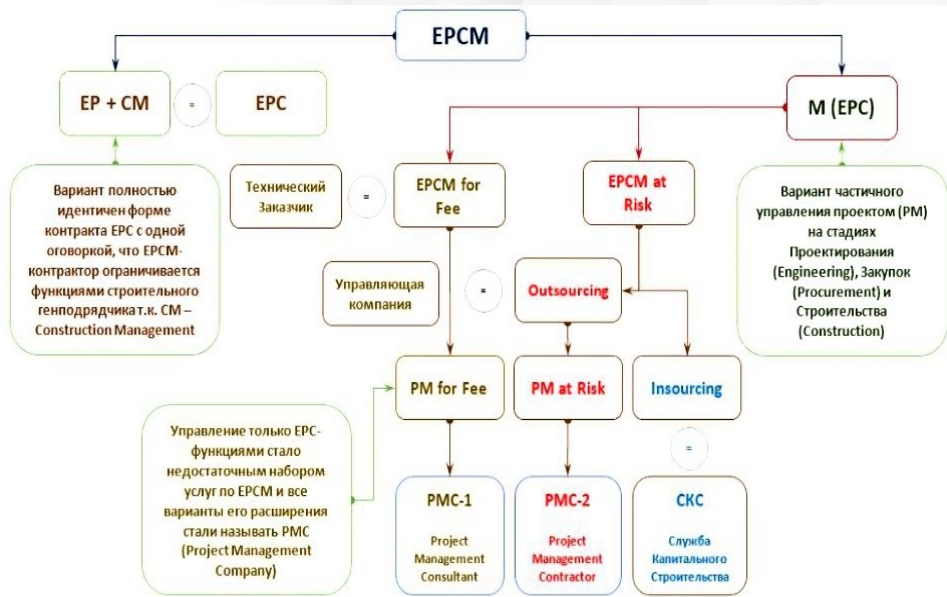 EPCM
EP + CM
=
EPC
M (EPC)
Вариант полностью
идентичен форме
контракта EPC с одной
оговоркой, что EPCM-
контрактор ограничивается
функциями строительного
генподрядчика т.к. CM –
Construction Management
Технический
Заказчик
=
EPCM for
Fee
EPCM at
Risk
Вариант частичного
управления проектом (PM)
на стадиях
Проектирования
(Engineering), Закупок
(Procurement) и
Строительства
(Construction)
Управляющая
компания
=
Outsourcing
PM for Fee
PM at Risk
Insourcing
Управление только EPC-
функциями стало
недостаточным набором
услуг по EPCM и все
варианты его расширения
стали называть PMC
(Project Management
Company)
=
PMC-1
Project
Management
Consultant
PMC-2
Project
Management
Contractor
СКС
Служба
Капитального
Строительства